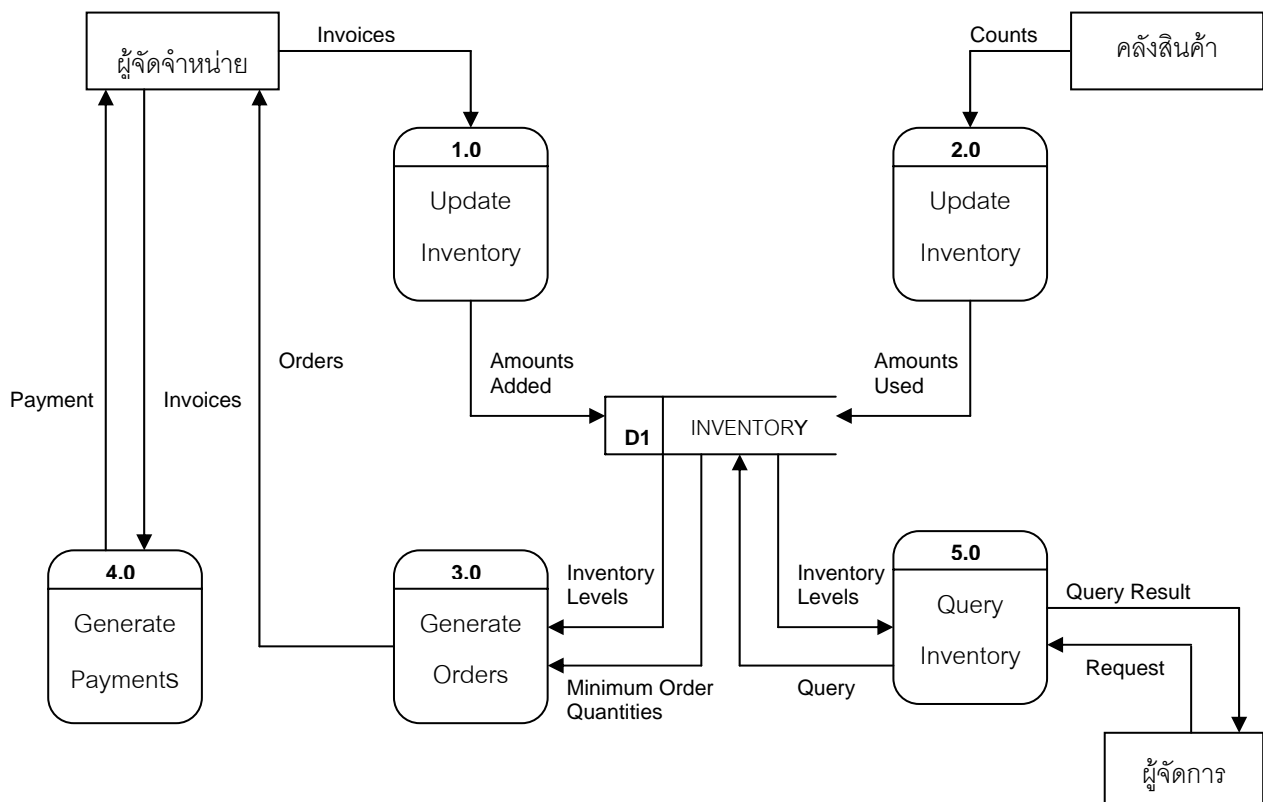 Invoices
Counts
ผู้จัดจำหน่าย
คลังสินค้า
1.0
Update
Inventory
2.0
Update
Inventory
Orders
Amounts
Added
Amounts
Used
Payment
Invoices
D1
INVENTORY
4.0
Generate
Payments
3.0
Generate
Orders
Inventory
Levels
Minimum Order
Quantities
Inventory
Levels
Query
5.0
Query
Inventory
Query Result
Request
ผู้จัดการ